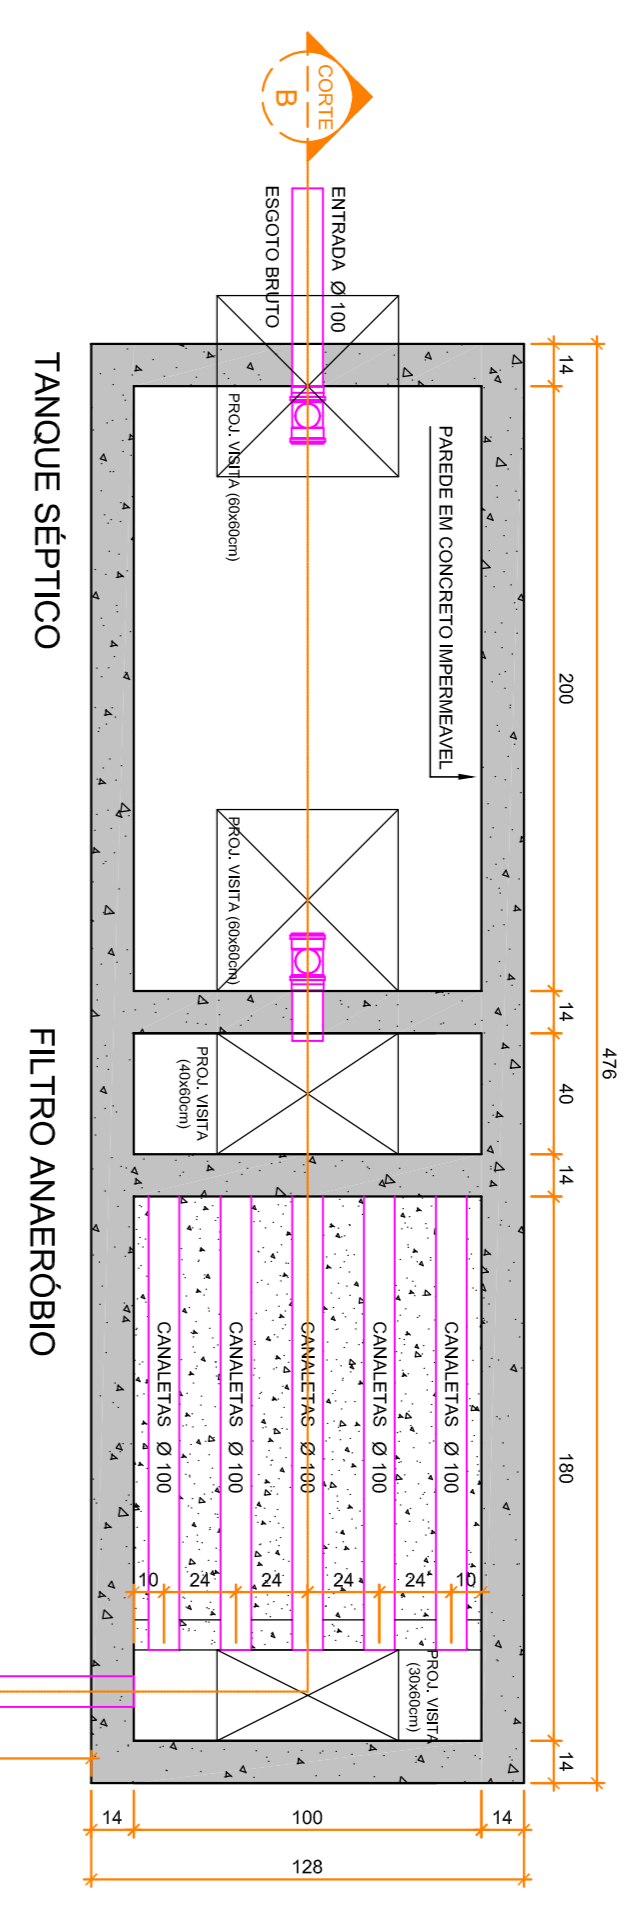 CORTE
B
ENTRADA Ø 100
ESGOTO BRUTO
PROJ. VISITA (60x60cm)
PAREDE EM CONCRETO IMPERMEAVEL
TANQUE SÉPTICO
PROJ. VISITA (60x60cm)
PROJ. VISITA
(40x60cm)
FILTRO ANAERÓBIO
CANALETAS Ø 100
CANALETAS Ø 100
CANALETAS Ø 100
CANALETAS Ø 100
CANALETAS Ø 100
PROJ. VISITA
(30x60cm)
14
200
14
40
14
180
14
476
10
24
24
24
24
10
14
100
14
128